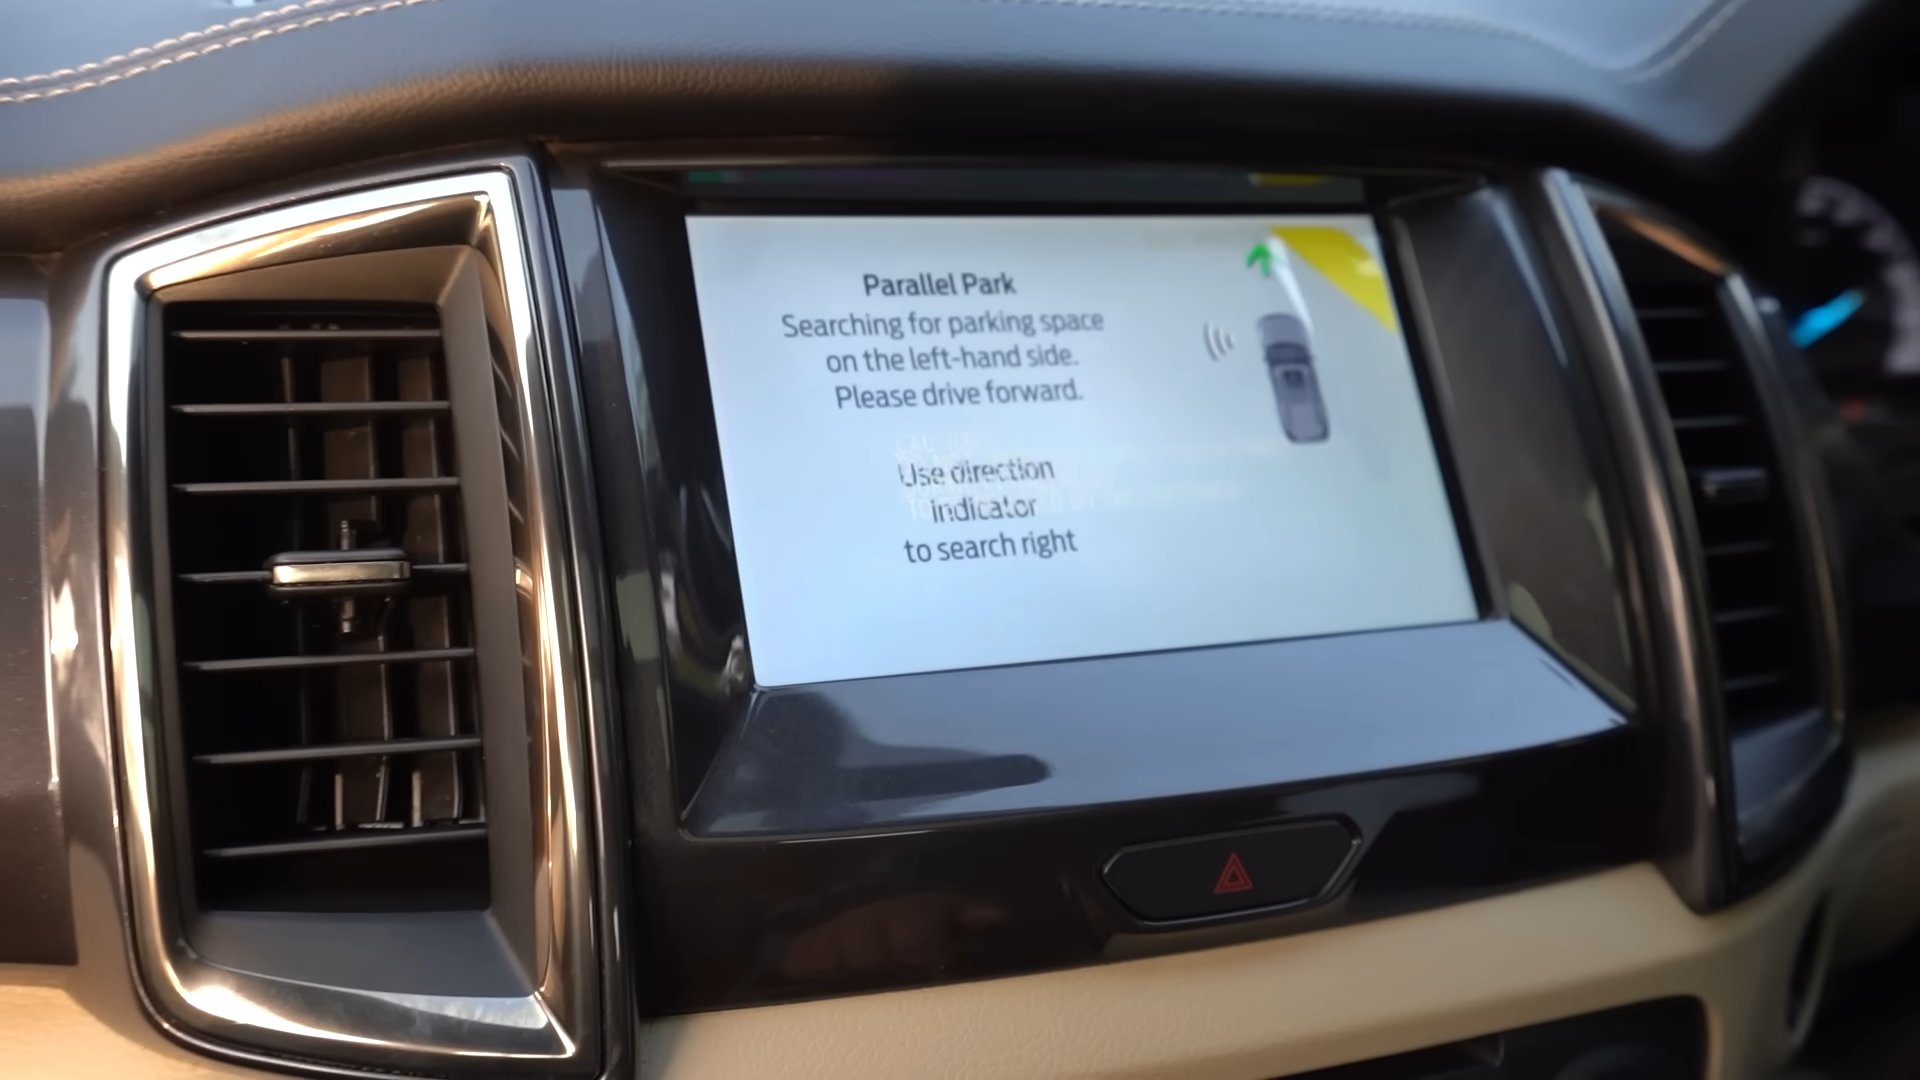 Parallel Park
Searching for parking space
on the left-hand side.
Please drive forward.
Use direction
indicator
to search right